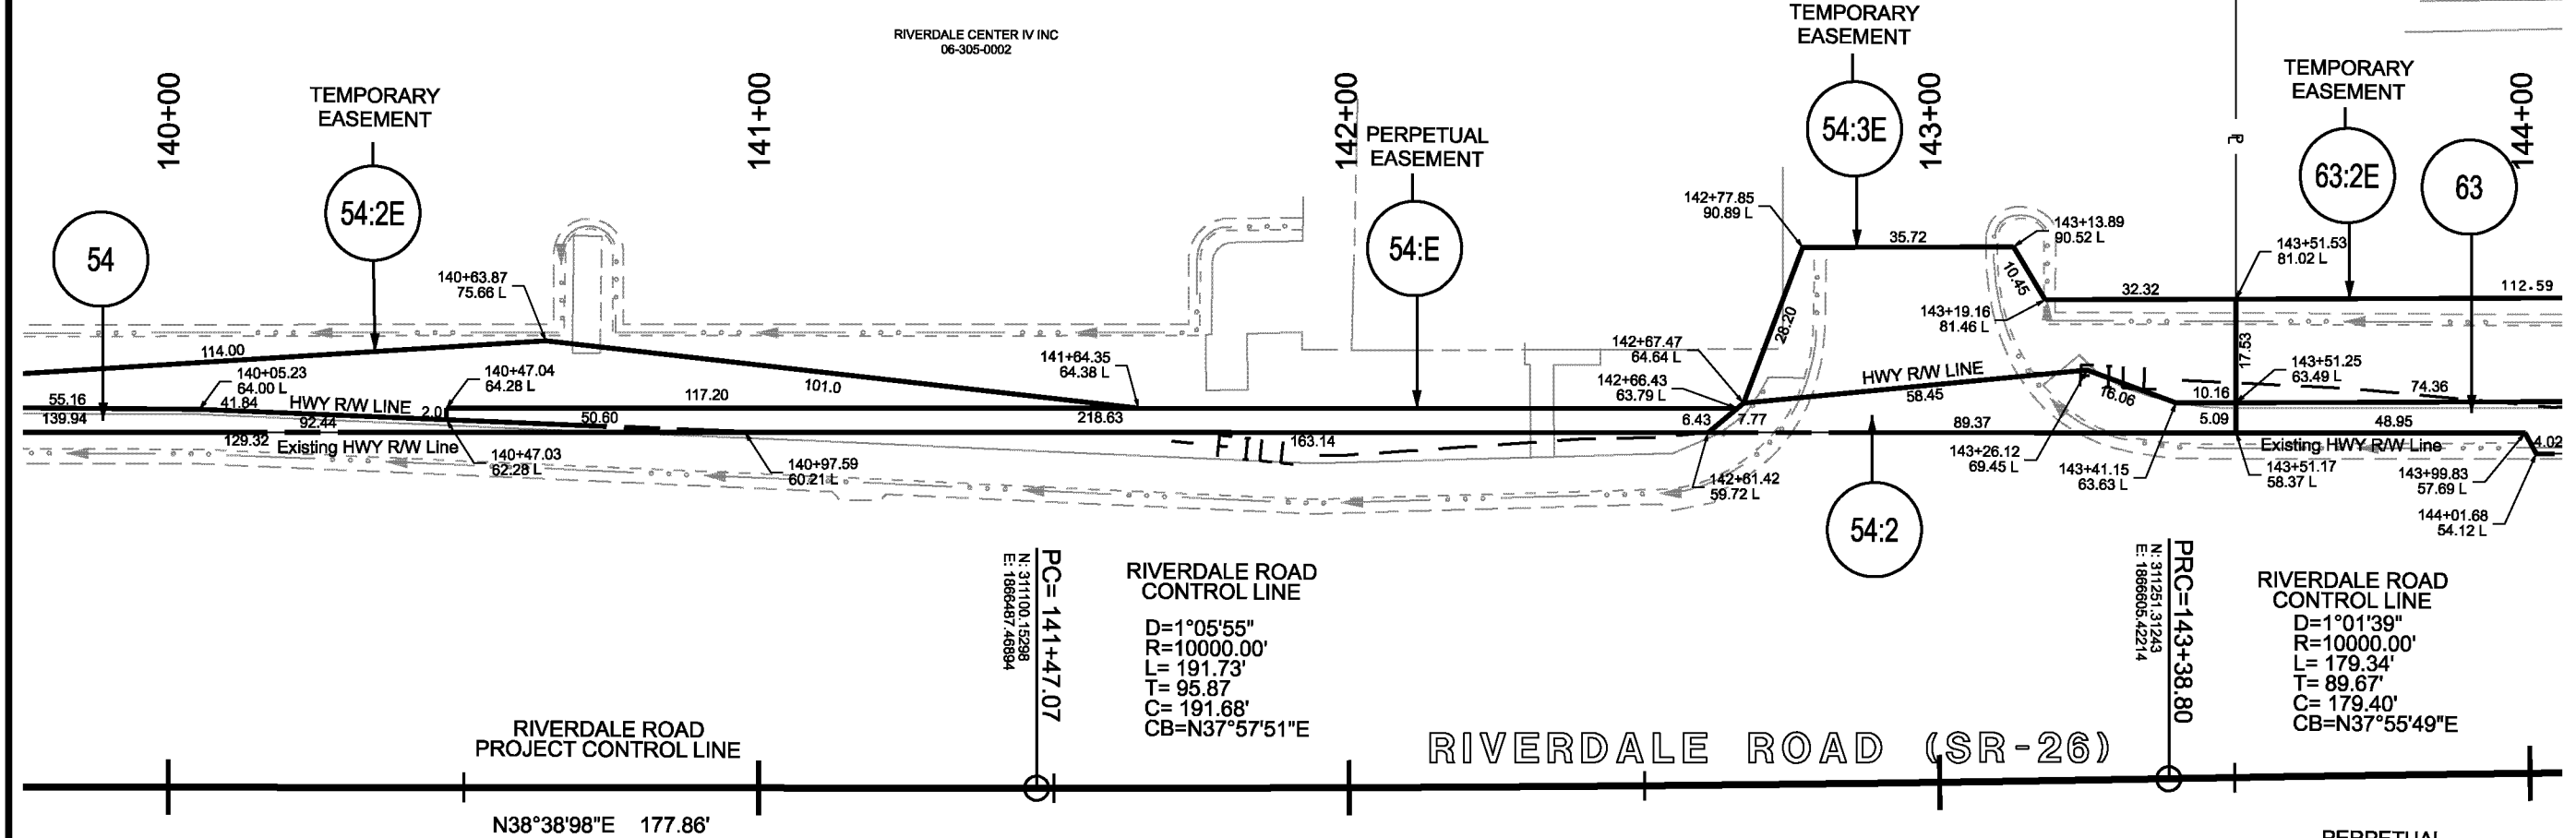 RIVERDALE CENTER IV INC
06-305-0002
TEMPORARY
EASEMENT
TEMPORARY
EASEMENT
PERPETUAL
EASEMENT
TEMPORARY
EASEMENT
140+00
141+00
142+00
143+00
144+00
54
54:2E
54:E
54:3E
63:2E
63
54:2
PL
140+63.87
75.66 L
142+77.85
90.89 L
35.72
143+13.89
90.52 L
10.45
143+51.53
81.02 L
32.32
112.59
143+19.16
81.46 L
28.20
17.53
114.00
140+05.23
64.00 L
140+47.04
64.28 L
141+64.35
64.38 L
142+67.47
64.64 L
142+66.43
63.79 L
143+51.25
63.49 L
101.0
117.20
55.16
41.84
HWY R/W LINE
2.0
HWY R/W LINE
58.45
FILL
16.06
10.16
74.36
139.94
92.44
50.60
218.63
6.43
7.77
89.37
5.09
48.95
129.32
Existing HWY R/W Line
163.14
FILL
Existing HWY R/W Line
4.02
140+47.03
62.28 L
140+97.59
60.21 L
142+61.42
59.72 L
143+26.12
69.45 L
143+41.15
63.63 L
143+51.17
58.37 L
143+99.83
57.69 L
144+01.68
54.12 L
PC= 141+47.07
N: 311100.15298
E: 1866487.46894
RIVERDALE ROAD
CONTROL LINE
D=1°05'55"
R=10000.00'
L= 191.73'
T= 95.87
C= 191.68'
CB=N37°57'51"E
PRC=143+38.80
N: 311251.31243
E: 1866605.42214
RIVERDALE ROAD
CONTROL LINE
D=1°01'39"
R=10000.00'
L= 179.34'
T= 89.67'
C= 179.40'
CB=N37°55'49"E
RIVERDALE ROAD
PROJECT CONTROL LINE
RIVERDALE ROAD (SR-26)
N38°38'98"E 177.86'
PERPETUAL